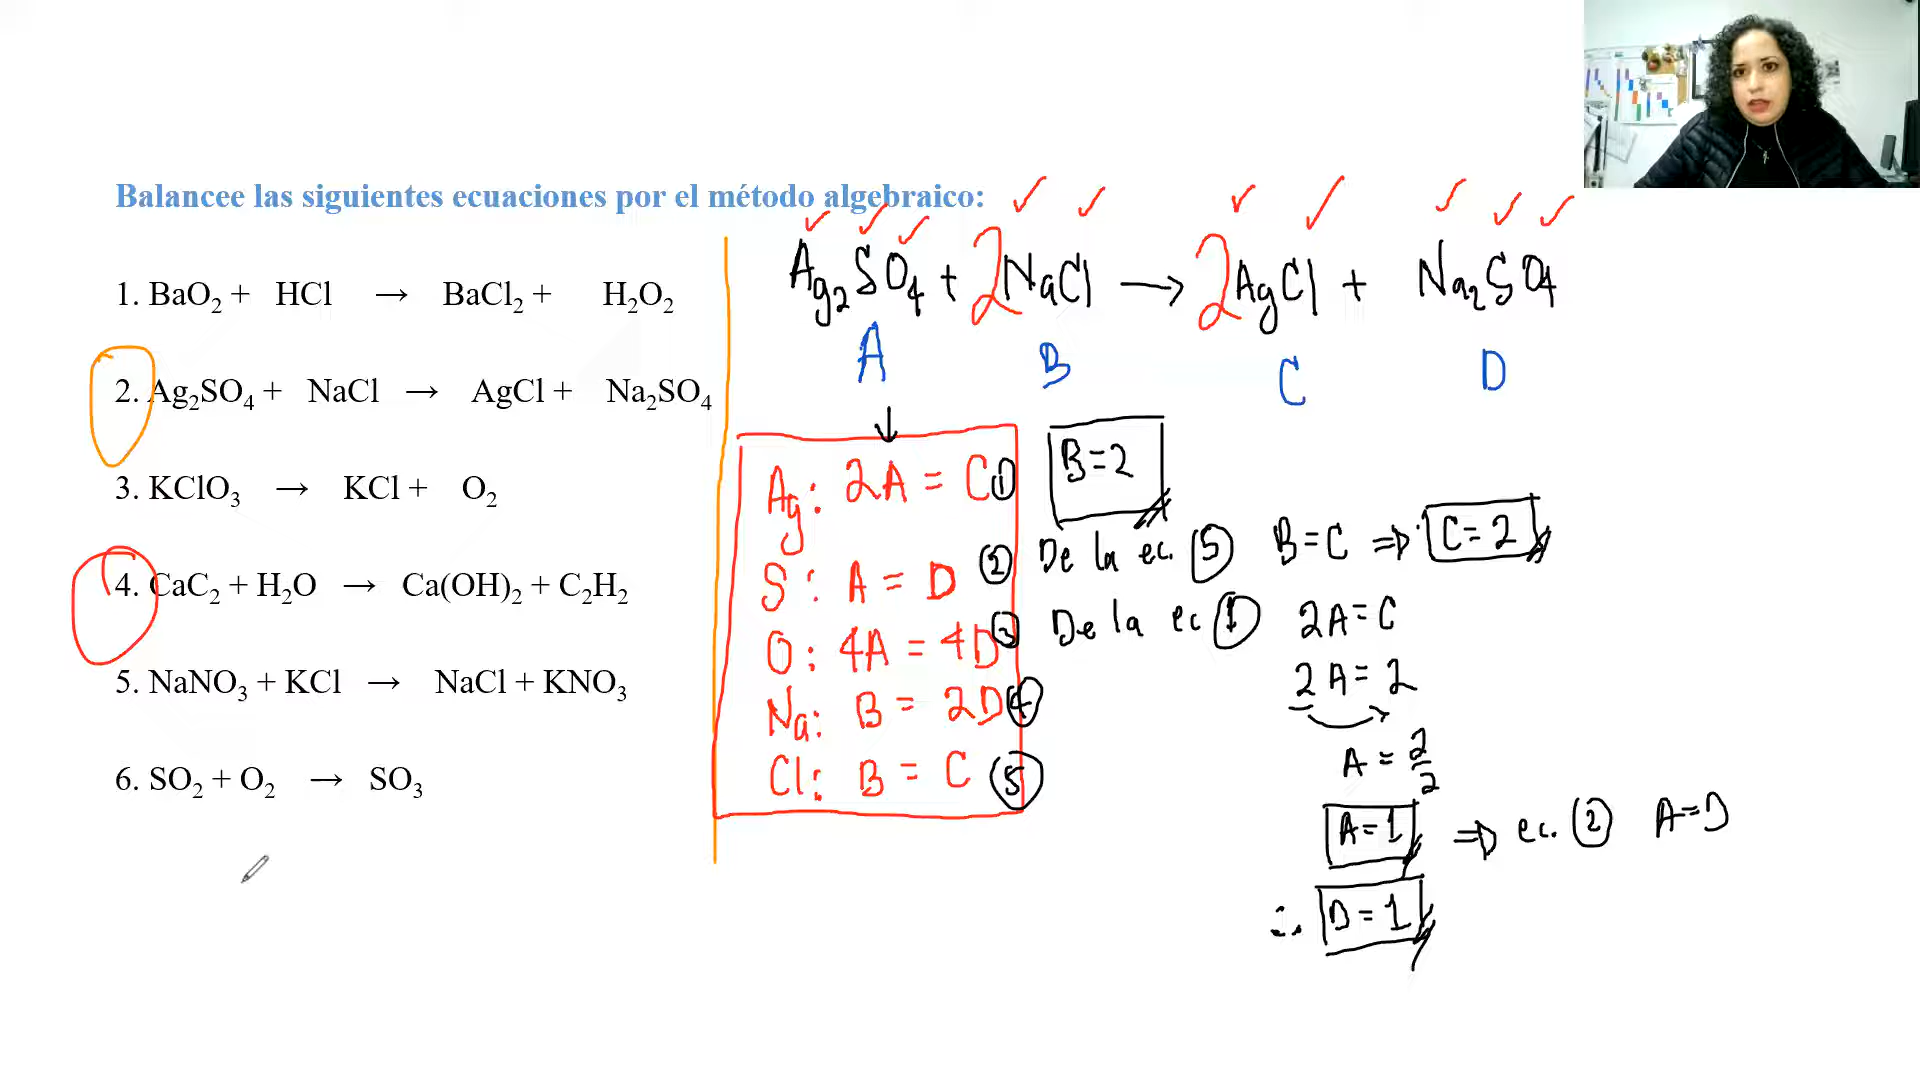 Balancee las siguientes ecuaciones por el método algebraico:
1. BaO₂ + HCl → BaCl₂ + H₂O₂
2. Ag₂SO₄ + NaCl → AgCl + Na₂SO₄
3. KClO₃ → KCl + O₂
4. CaC₂ + H₂O → Ca(OH)₂ + C₂H₂
5. NaNO₃ + KCl → NaCl + KNO₃
6. SO₂ + O₂ → SO₃
Ag₂SO₄ + 2NaCl → 2AgCl + Na₂SO₄
A B C D
Ag: 2A = C ①
S: A = D ②
O: 4A = 4D ③
Na: B = 2D ④
Cl: B = C ⑤
B=2
De la ec. ⑤ B=C ⇒ C=2
De la ec ① 2A=C
2A=2
A=2/2
A=1 ⇒ ec. ② A=D
∴ D=1